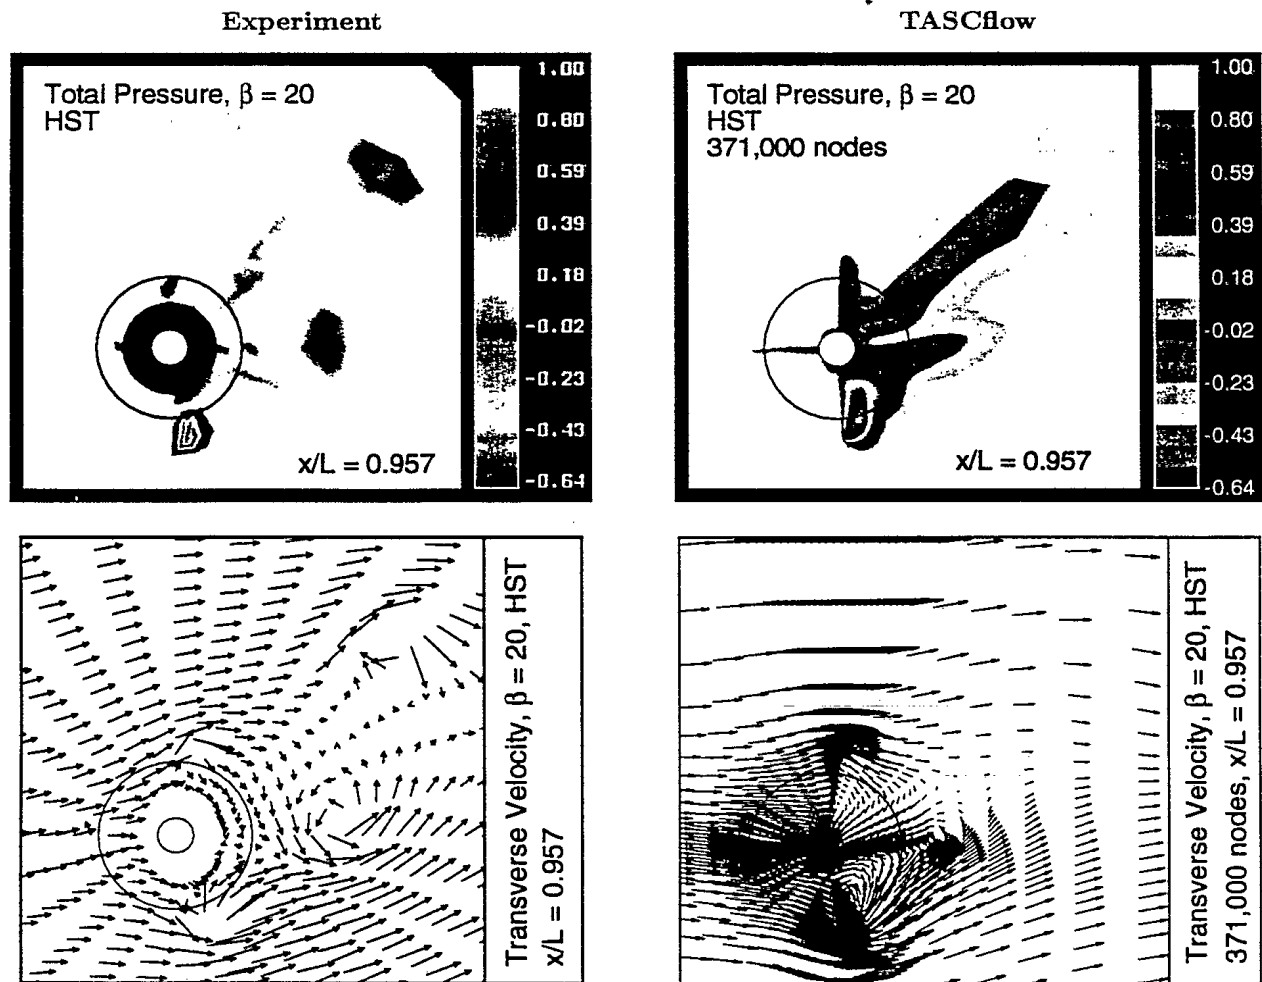 Experiment
TASCflow
Total Pressure, β = 20
HST
x/L = 0.957
1.00
0.80
0.59
0.39
0.18
-0.02
-0.23
-0.43
-0.64
Total Pressure, β = 20
HST
371,000 nodes
x/L = 0.957
1.00
0.80
0.59
0.39
0.18
-0.02
-0.23
-0.43
-0.64
Transverse Velocity, β = 20, HST
x/L = 0.957
Transverse Velocity, β = 20, HST
371,000 nodes, x/L = 0.957